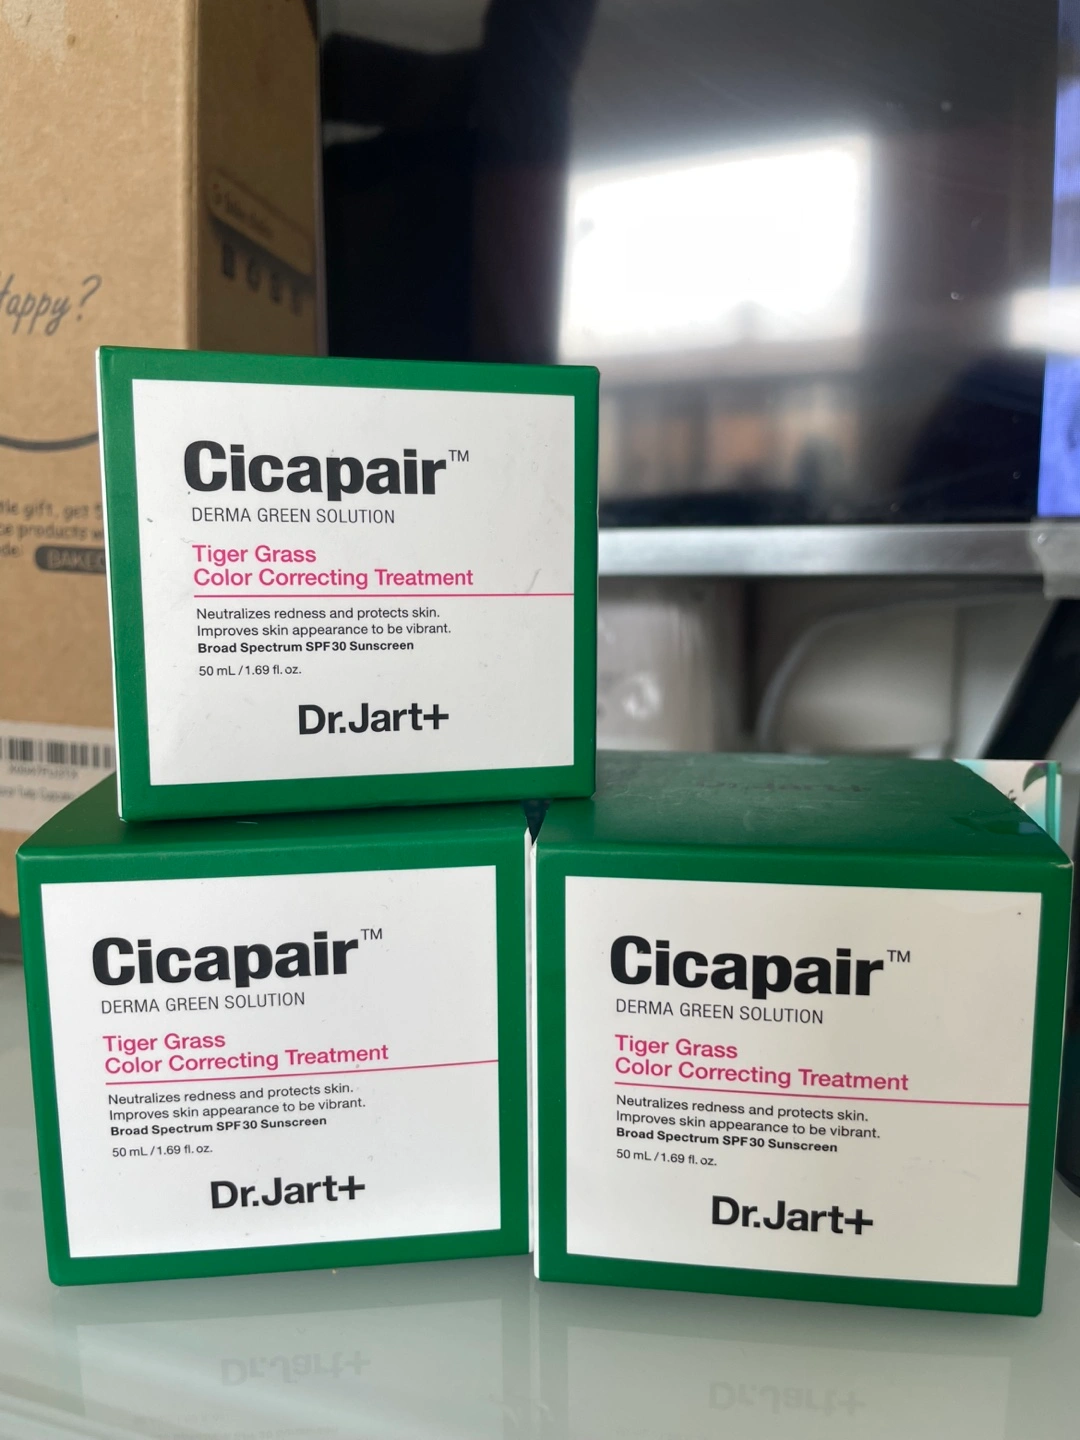 Happy?
BAKE
Cicapair™
DERMA GREEN SOLUTION
Tiger Grass
Color Correcting Treatment
Neutralizes redness and protects skin.
Improves skin appearance to be vibrant.
Broad Spectrum SPF30 Sunscreen
50 mL / 1.69 fl. oz.
Dr.Jart+
Cicapair™
DERMA GREEN SOLUTION
Tiger Grass
Color Correcting Treatment
Neutralizes redness and protects skin.
Improves skin appearance to be vibrant.
Broad Spectrum SPF30 Sunscreen
50 mL / 1.69 fl. oz.
Dr.Jart+
Cicapair™
DERMA GREEN SOLUTION
Tiger Grass
Color Correcting Treatment
Neutralizes redness and protects skin.
Improves skin appearance to be vibrant.
Broad Spectrum SPF30 Sunscreen
50 mL / 1.69 fl. oz.
Dr.Jart+